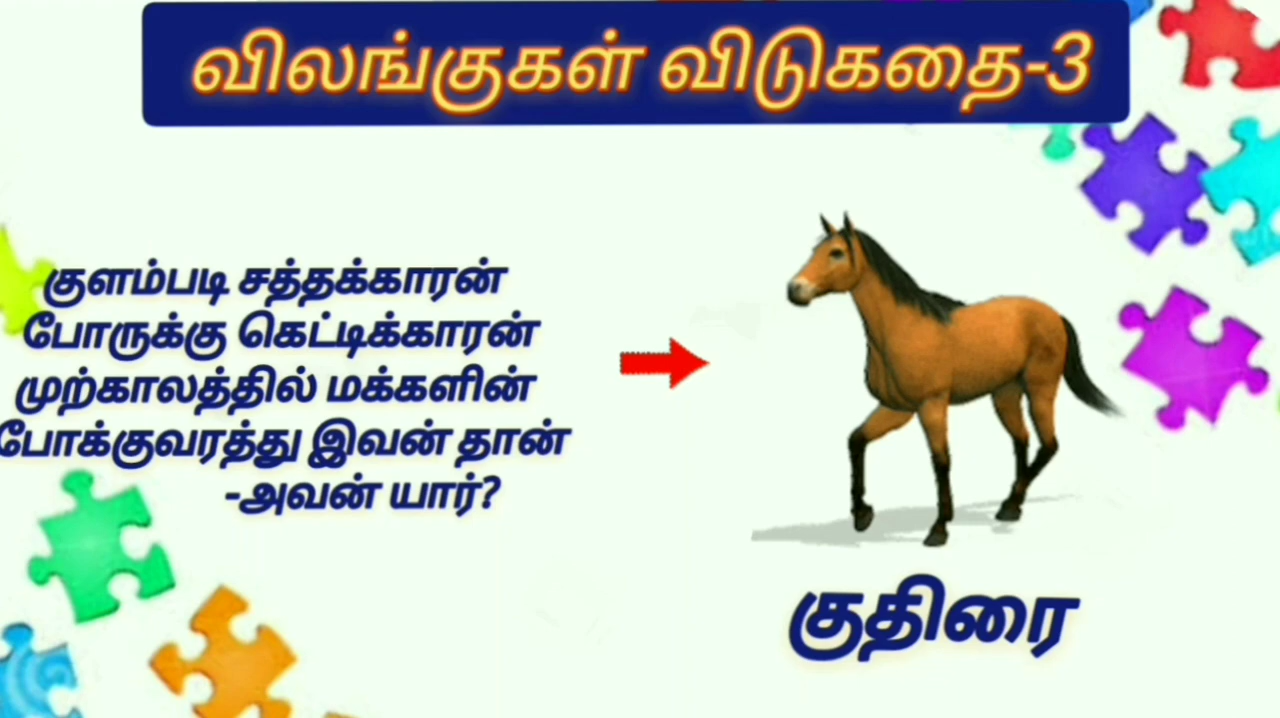 விலங்குகள் விடுகதை-3
குளம்படி சத்தக்காரன்
போருக்கு கெட்டிக்காரன்
முற்காலத்தில் மக்களின்
போக்குவரத்து இவன் தான்
-அவன் யார்?
குதிரை